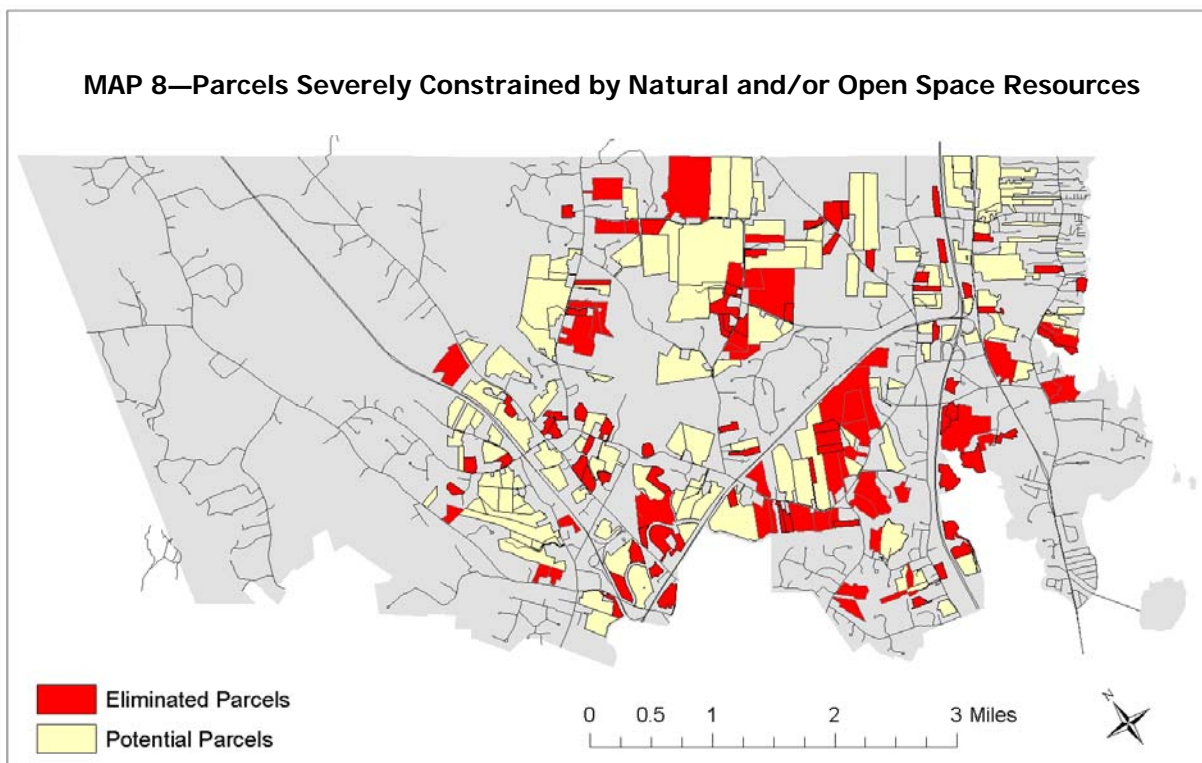 MAP 8—Parcels Severely Constrained by Natural and/or Open Space Resources
Eliminated Parcels
Potential Parcels
0 0.5 1 2 3 Miles
N